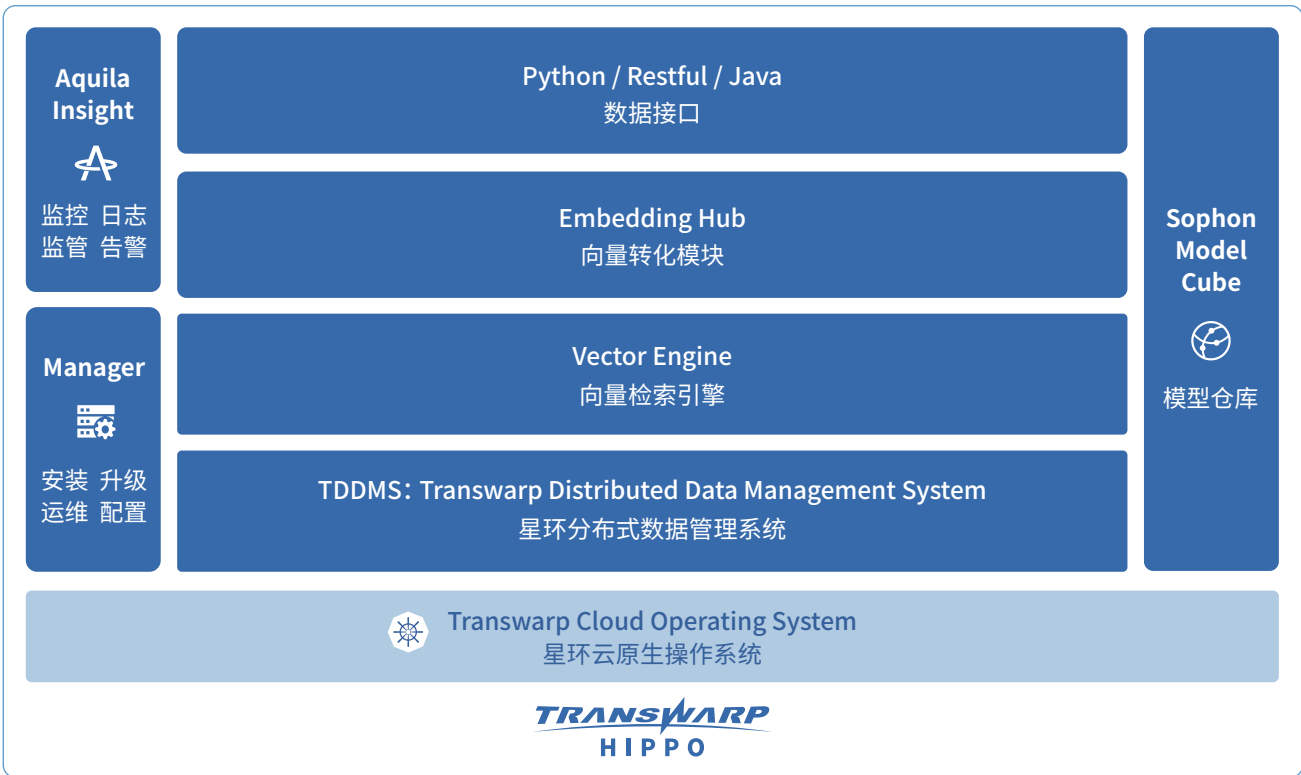 Aquila
Insight
监控 日志
监管 告警
Manager
安装 升级
运维 配置
Python / Restful / Java
数据接口
Embedding Hub
向量转化模块
Vector Engine
向量检索引擎
TDDMS：Transwarp Distributed Data Management System
星环分布式数据管理系统
Sophon
Model
Cube
模型仓库
Transwarp Cloud Operating System
星环云原生操作系统
TRANSWARP
HIPPO